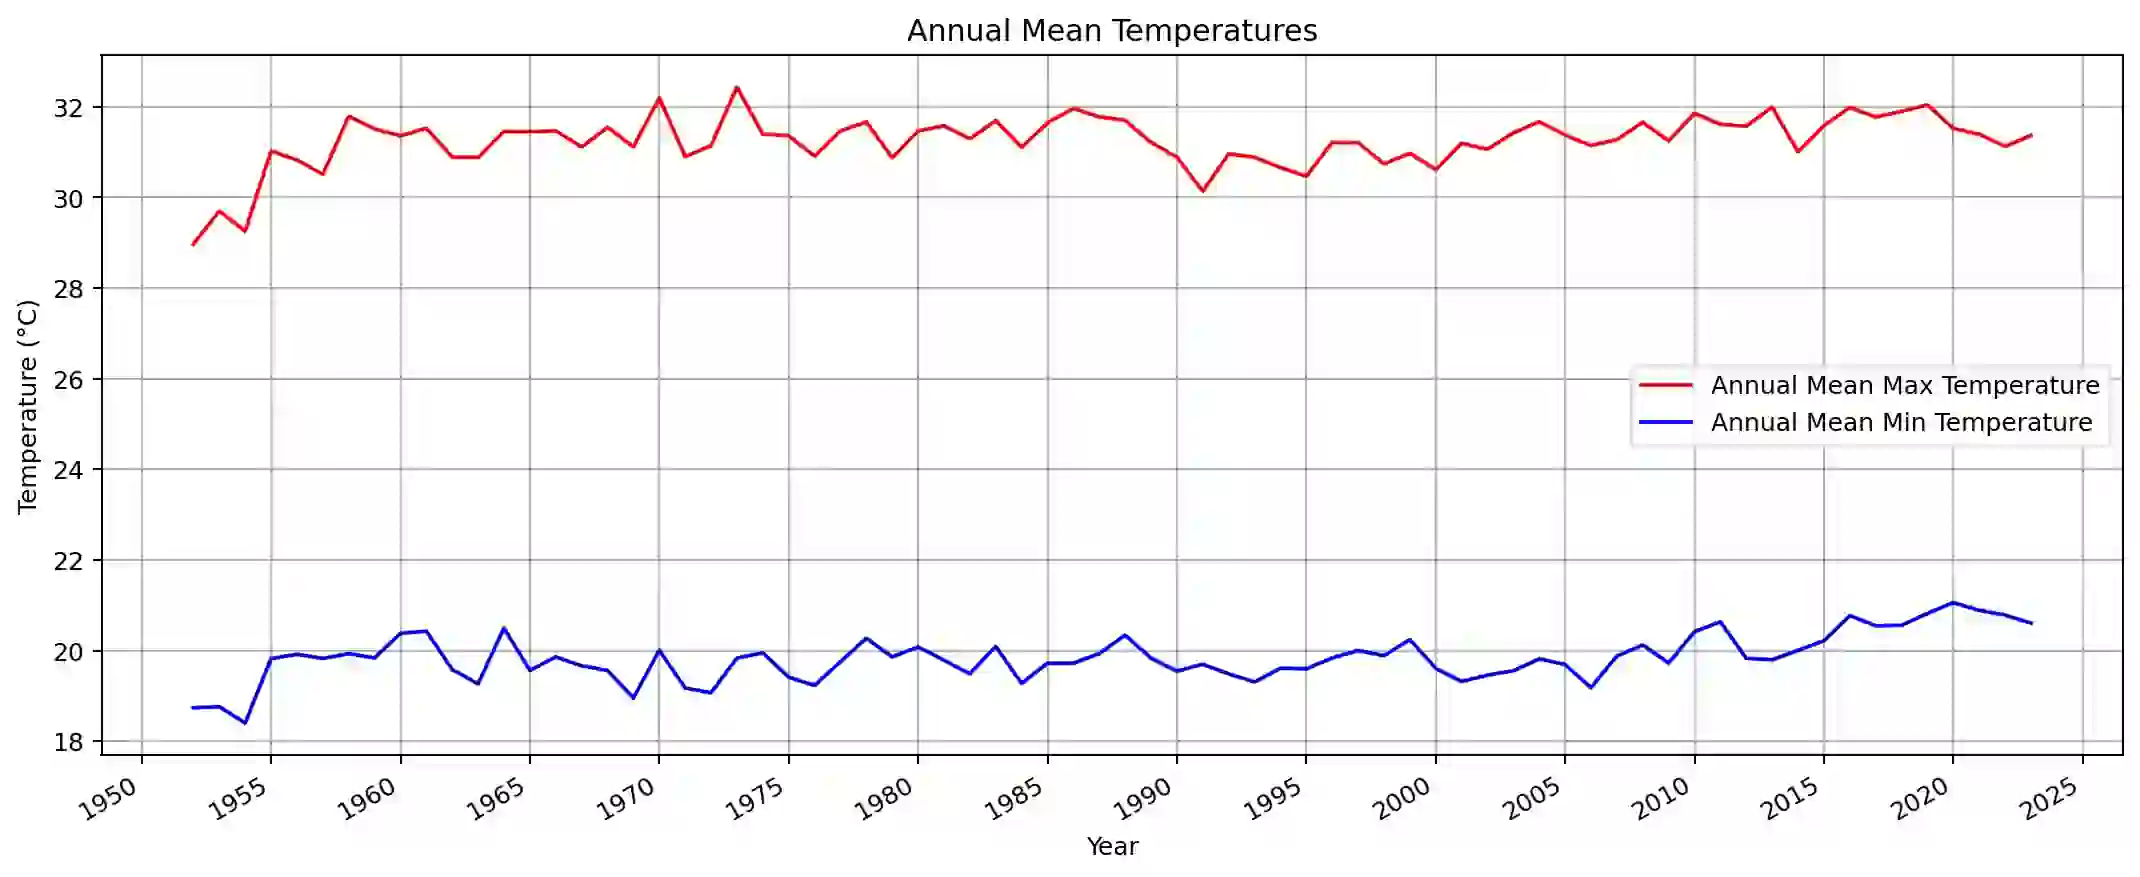 Annual Mean Temperatures
Temperature (°C)
32
30
28
26
24
22
20
18
Annual Mean Max Temperature
Annual Mean Min Temperature
1950 1955 1960 1965 1970 1975 1980 1985 1990 1995 2000 2005 2010 2015 2020 2025
Year